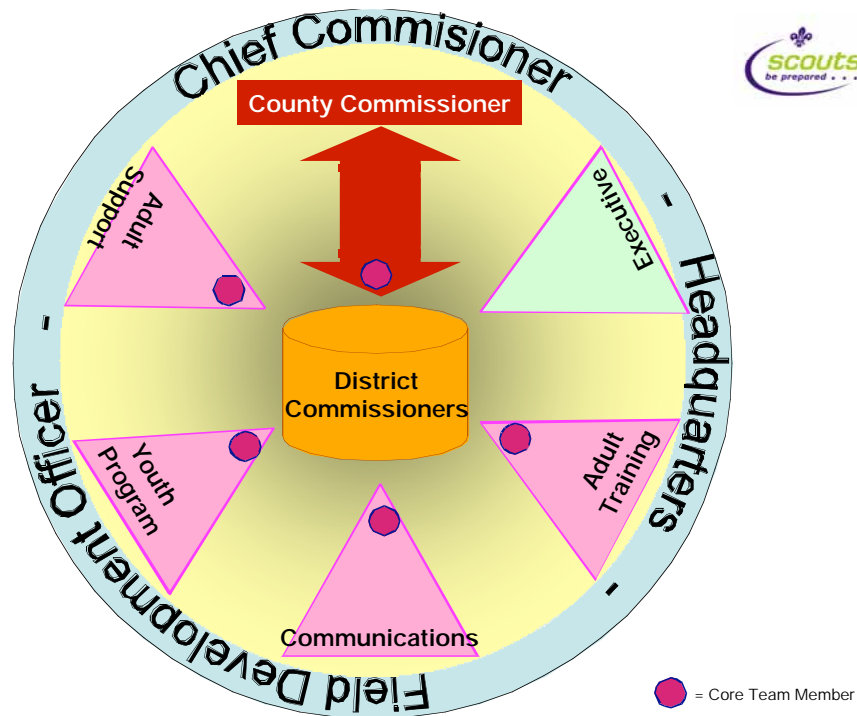 Chief Commisioner
scouts
be prepared . . .
County Commissioner
Adult
Support
Executive
- Headquarters -
District
Commissioners
Youth
Program
Adult
Training
Communications
Field Development Officer -
= Core Team Member